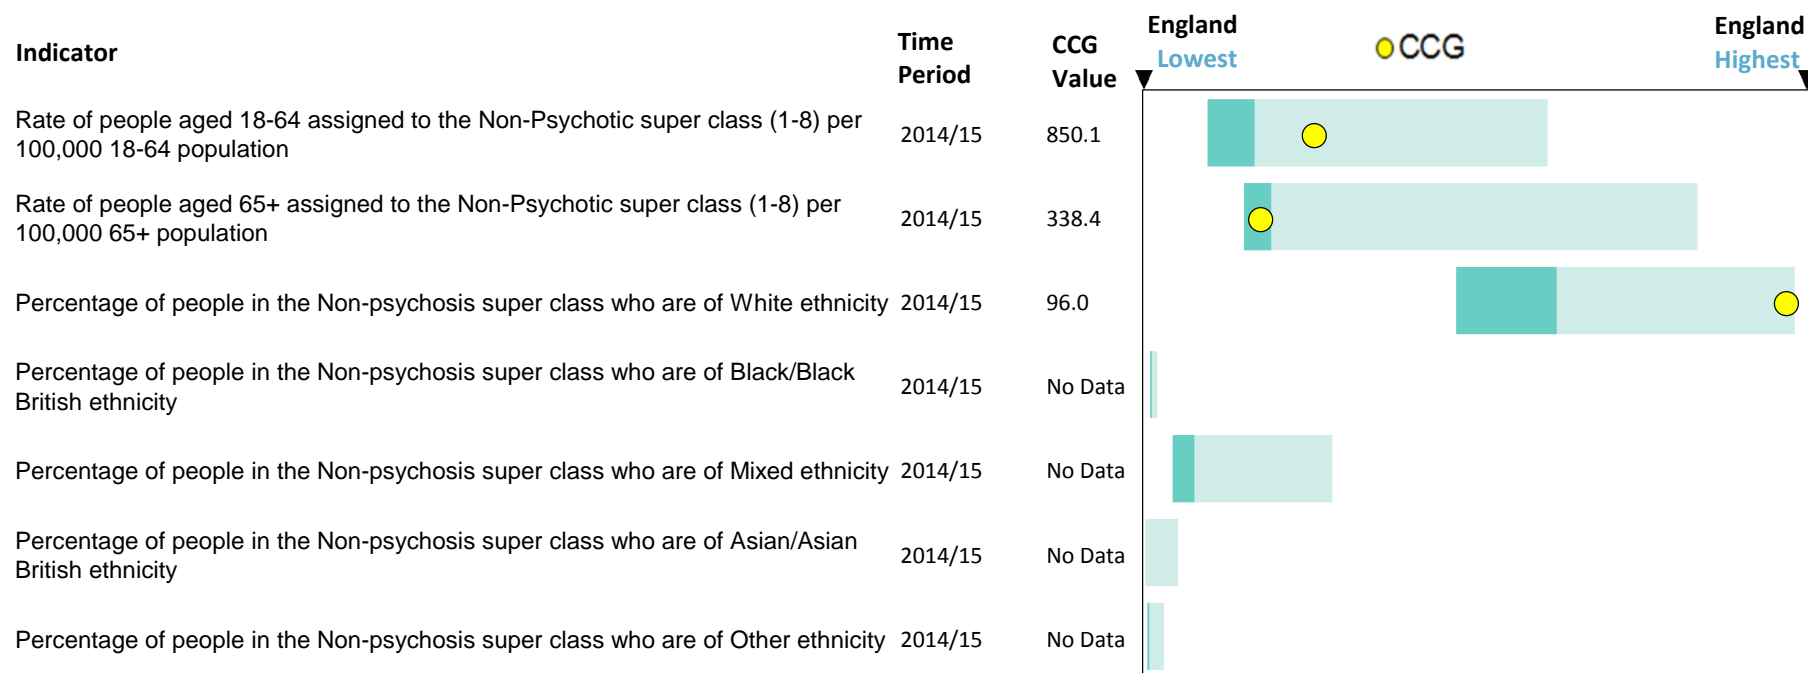 Indicator
Time
Period
CCG
Value
England
Lowest
CCG
England
Highest
Rate of people aged 18-64 assigned to the Non-Psychotic super class (1-8) per
100,000 18-64 population
2014/15
850.1
Rate of people aged 65+ assigned to the Non-Psychotic super class (1-8) per
100,000 65+ population
2014/15
338.4
Percentage of people in the Non-psychosis super class who are of White ethnicity
2014/15
96.0
Percentage of people in the Non-psychosis super class who are of Black/Black
British ethnicity
2014/15
No Data
Percentage of people in the Non-psychosis super class who are of Mixed ethnicity
2014/15
No Data
Percentage of people in the Non-psychosis super class who are of Asian/Asian
British ethnicity
2014/15
No Data
Percentage of people in the Non-psychosis super class who are of Other ethnicity
2014/15
No Data